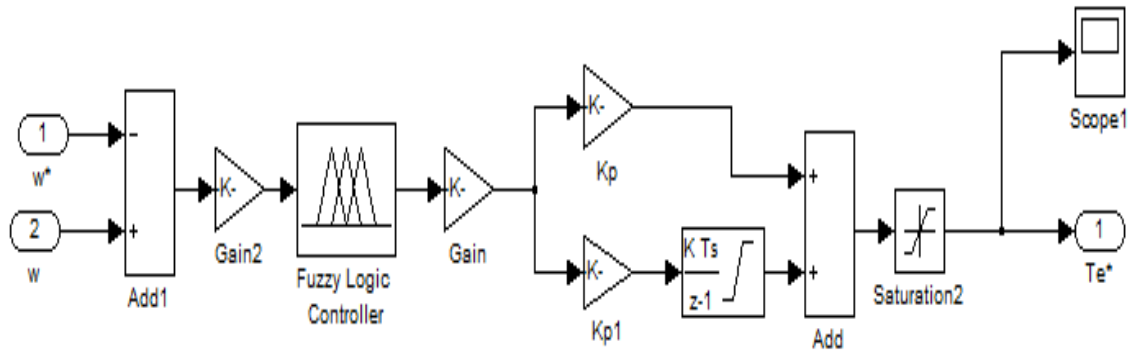 1
w*
2
w
−
+
Add1
K-
Gain2
Fuzzy Logic
Controller
K-
Gain
K-
Kp
K-
Kp1
K Ts
z-1
+
+
Add
Saturation2
Scope1
1
Te*